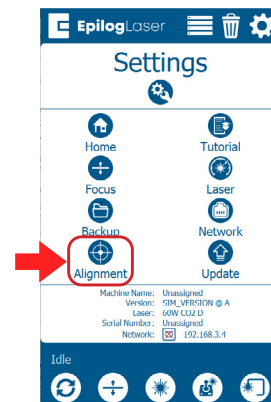 EpilogLaser
Settings
Home Tutorial
Focus Laser
Backup Network
Alignment Update
Machine Name: Unassigned
Version: SIM_VERSION @ A
Laser: 60W CO2 D
Serial Number: Unassigned
Network: 192.168.3.4
Idle